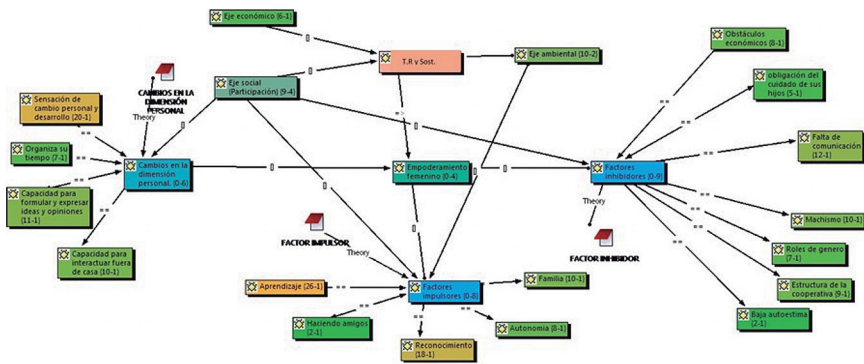 Eje económico (6-1)
T.R y Sost.
Eje ambiental (10-2)
Obstáculos
económicos (8-1)
CAMBIOS EN LA
DIMENSIÓN
PERSONAL
Theory
Eje social
(Participación) (9-4)
obligación del
cuidado de sus
hijos (5-1)
Sensación de
cambio personal y
desarrollo (20-1)
Organiza su
tiempo (7-1)
Falta de
comunicación
(12-1)
Cambios en la
dimensión
personal. (0-6)
Empoderamiento
femenino (0-4)
Factores
inhibidores (0-9)
Theory
Capacidad para
formular y expresar
ideas y opiniones
(11-1)
Machismo (10-1)
FACTOR IMPULSOR
Theory
FACTOR INHIBIDOR
Roles de genero
(7-1)
Capacidad para
interactuar fuera
de casa (10-1)
Aprendizaje (26-1)
Factores
impulsores (0-8)
Familia (10-1)
Estructura de la
cooperativa (9-1)
Haciendo amigos
(2-1)
Autonomia (8-1)
Baja autoestima
(2-1)
Reconocimiento
(18-1)